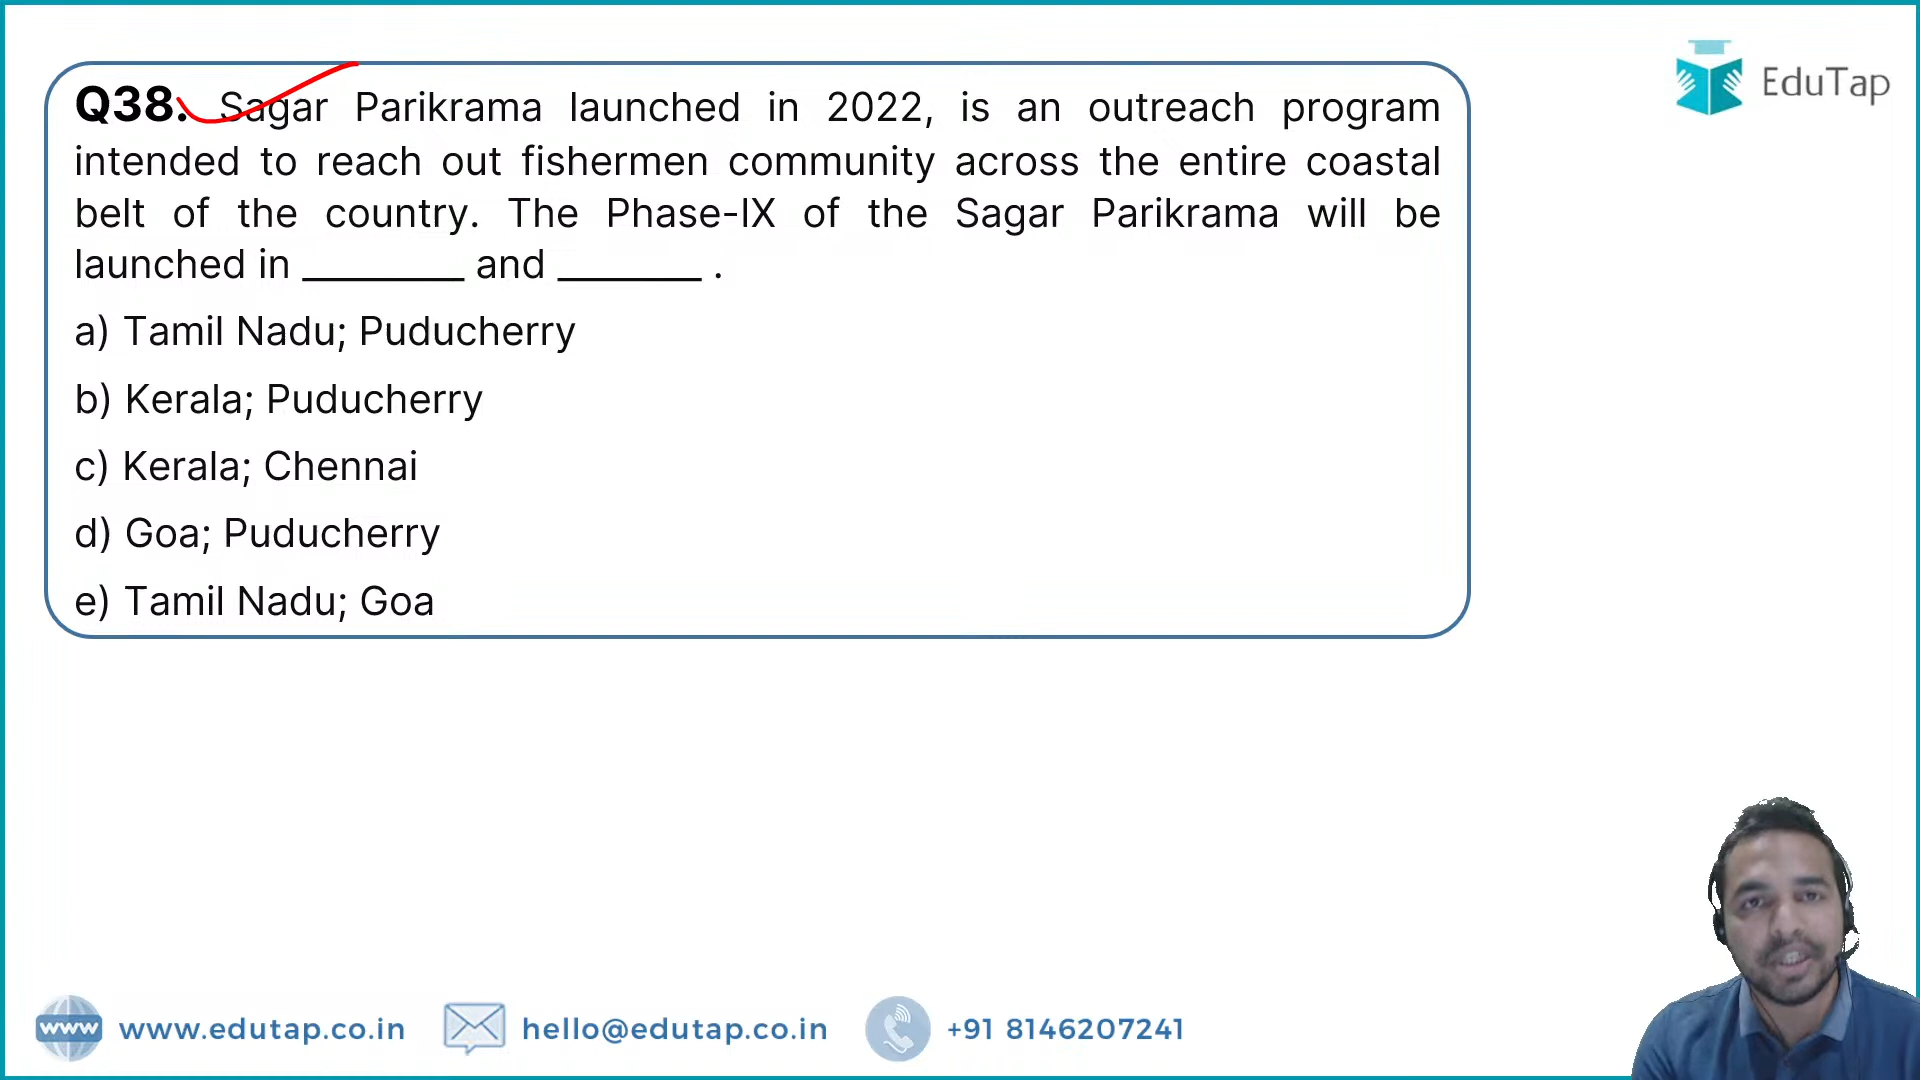 EduTap
Q38. Sagar Parikrama launched in 2022, is an outreach program
intended to reach out fishermen community across the entire coastal
belt of the country. The Phase-IX of the Sagar Parikrama will be
launched in ________ and _______ .
a) Tamil Nadu; Puducherry
b) Kerala; Puducherry
c) Kerala; Chennai
d) Goa; Puducherry
e) Tamil Nadu; Goa
www www.edutap.co.in hello@edutap.co.in +91 8146207241